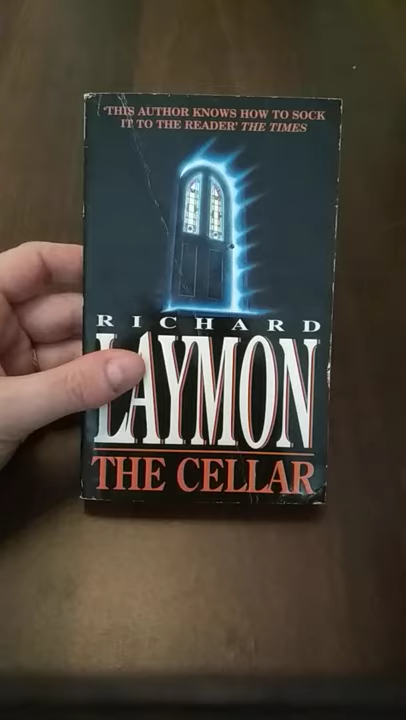 'THIS AUTHOR KNOWS HOW TO SOCK
IT TO THE READER' THE TIMES
RICHARD
LAYMON
THE CELLAR